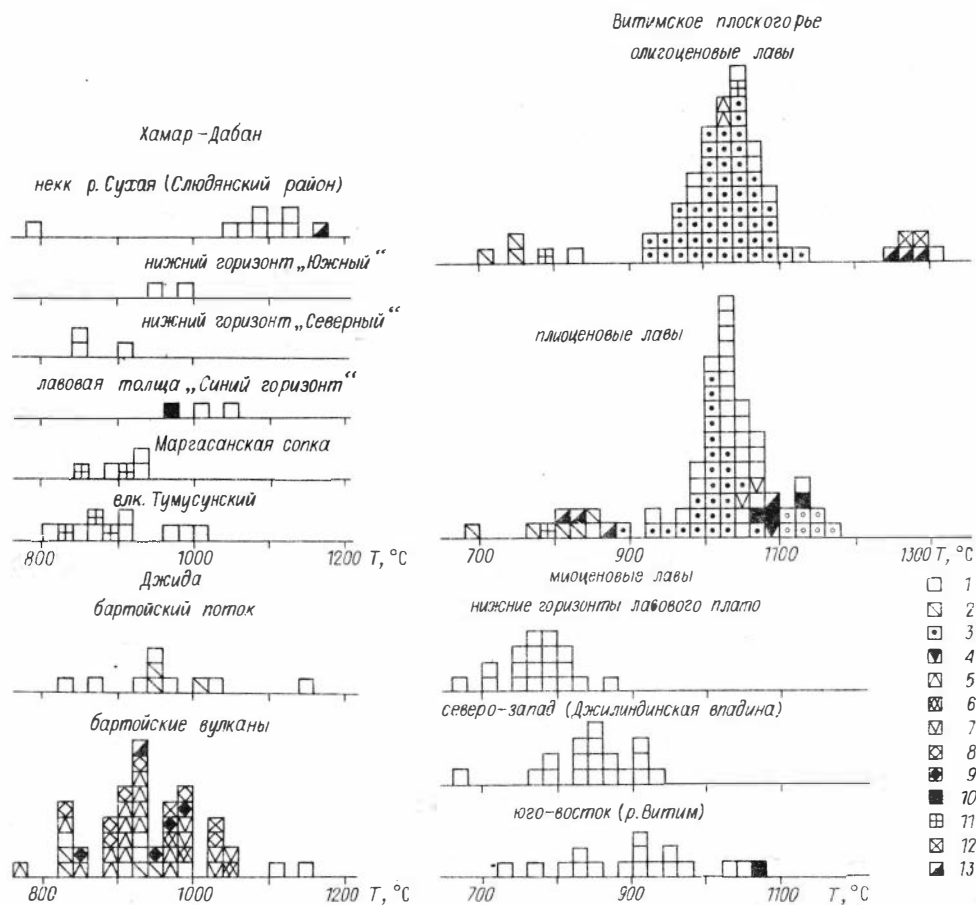 Хамар-Дабан
некк р. Сухая (Слюдянский район)
нижний горизонт „Южный“
нижний горизонт „Северный“
лавовая толща „Синий горизонт“
Маргасанская сопка
влк. Тумусунский
800 1000 1200 T, °C
Джида
бартойский поток
бартойские вулканы
800 1000 1200 T, °C
Витимское плоскогорье
олигоценовые лавы
плиоценовые лавы
700 900 1100 1300 T, °C
миоценовые лавы
нижние горизонты лавового плато
северо-запад (Джилиндинская впадина)
юго-восток (р. Витим)
700 900 1100 T, °C
1
2
3
4
5
6
7
8
9
10
11
12
13